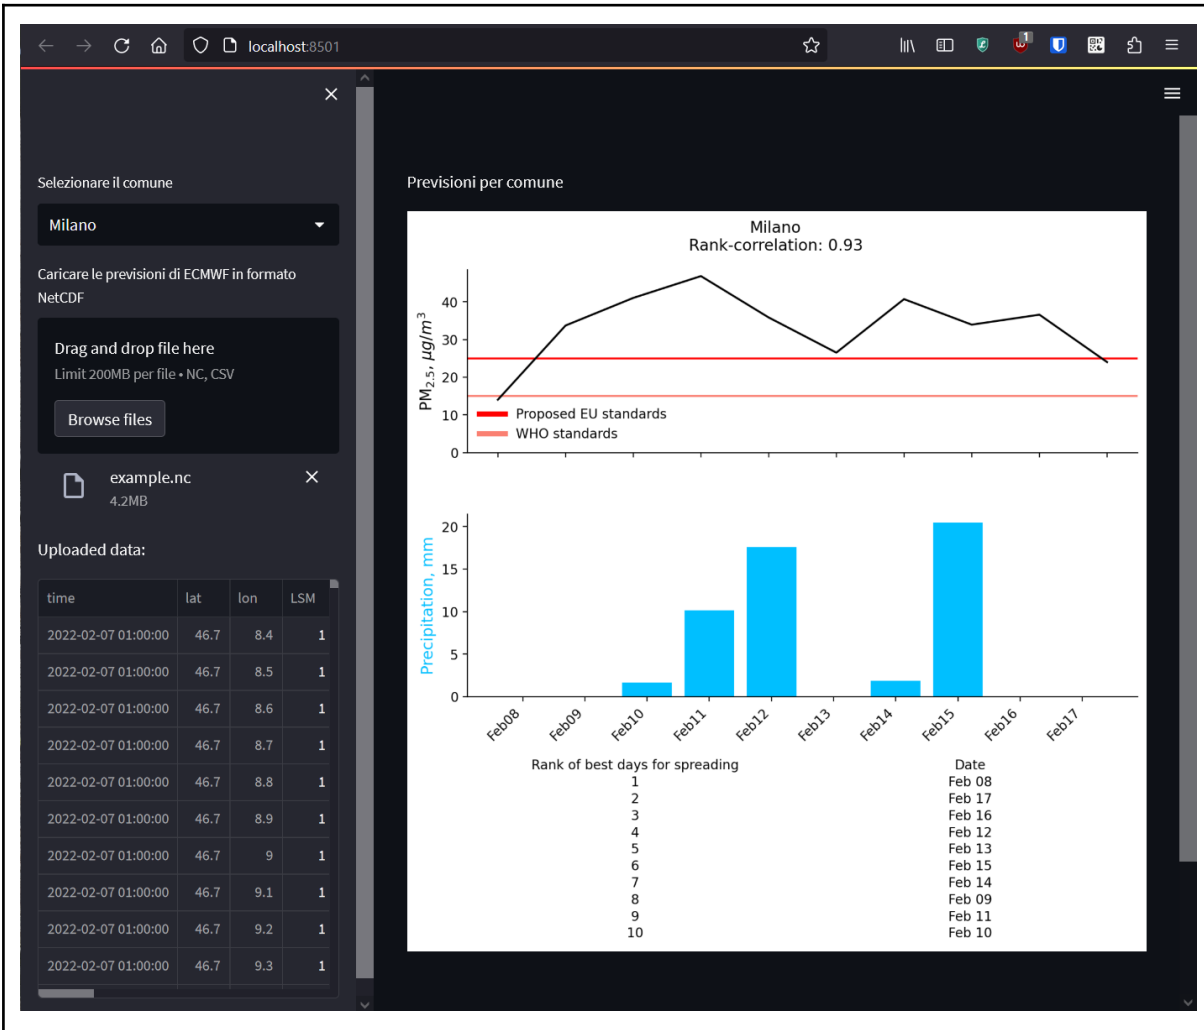 localhost:8501
1
Selezionare il comune
Milano
Caricare le previsioni di ECMWF in formato
NetCDF
Drag and drop file here
Limit 200MB per file • NC, CSV
Browse files
example.nc
4.2MB
Uploaded data:
time lat lon LSM
2022-02-07 01:00:00 46.7 8.4 1
2022-02-07 01:00:00 46.7 8.5 1
2022-02-07 01:00:00 46.7 8.6 1
2022-02-07 01:00:00 46.7 8.7 1
2022-02-07 01:00:00 46.7 8.8 1
2022-02-07 01:00:00 46.7 8.9 1
2022-02-07 01:00:00 46.7 9 1
2022-02-07 01:00:00 46.7 9.1 1
2022-02-07 01:00:00 46.7 9.2 1
2022-02-07 01:00:00 46.7 9.3 1
Previsioni per comune
Milano
Rank-correlation: 0.93
PM2.5, μg/m³
40
30
20
10
0
Proposed EU standards
WHO standards
Precipitation, mm
20
15
10
5
0
Feb08 Feb09 Feb10 Feb11 Feb12 Feb13 Feb14 Feb15 Feb16 Feb17
Rank of best days for spreading Date
1 Feb 08
2 Feb 17
3 Feb 16
4 Feb 12
5 Feb 13
6 Feb 15
7 Feb 14
8 Feb 09
9 Feb 11
10 Feb 10